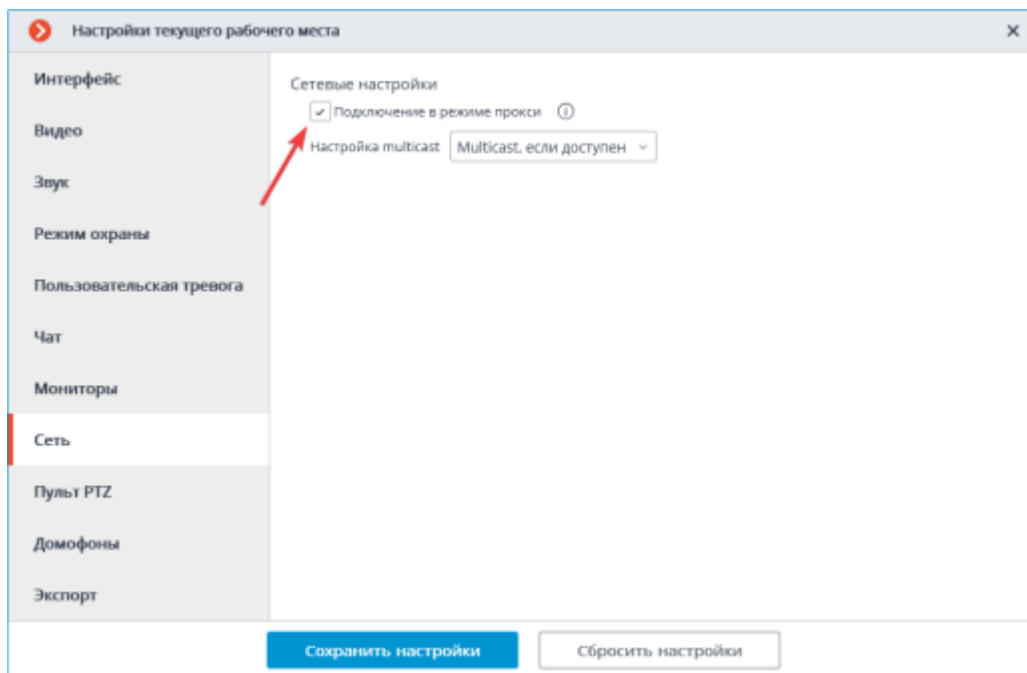 Настройки текущего рабочего места
Интерфейс
Видео
Звук
Режим охраны
Пользовательская тревога
Чат
Мониторы
Сеть
Пульт PTZ
Домофоны
Экспорт
Сетевые настройки
Подключение в режиме прокси
Настройка multicast Multicast, если доступен
Сохранить настройки Сбросить настройки